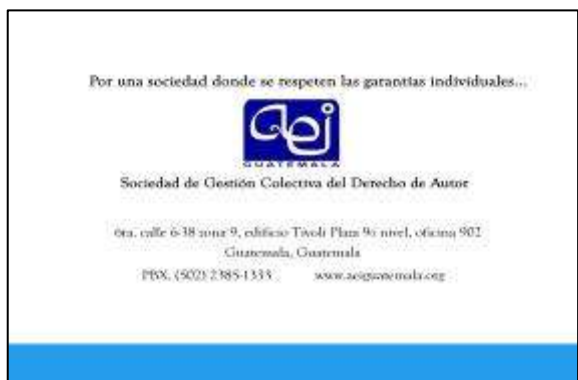 Por una sociedad donde se respeten las garantías individuales...
aei
GUATEMALA
Sociedad de Gestión Colectiva del Derecho de Autor
6ta. calle 6-38 zona 9, edificio Tivoli Plaza 9o nivel, oficina 902
Guatemala, Guatemala
PBX. (502) 2385-1333 www.aeiguatemala.org